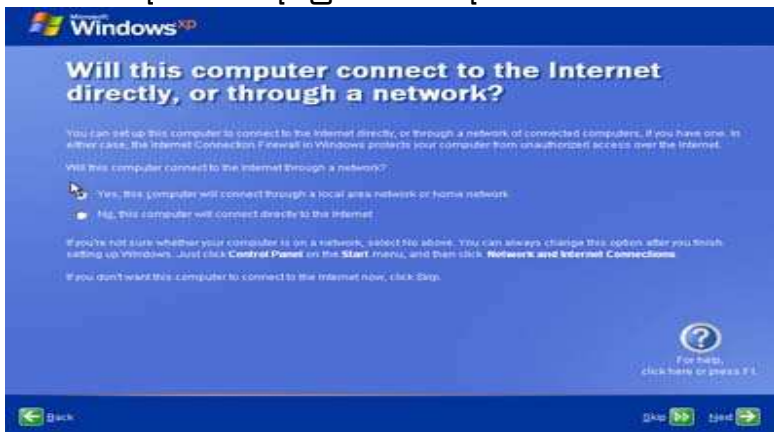 Microsoft
Windows xp
Will this computer connect to the Internet
directly, or through a network?
You can set up this computer to connect to the Internet directly, or through a network of connected computers, if you have one. In
either case, the Internet Connection Firewall in Windows protects your computer from unauthorized access over the Internet.
Will this computer connect to the Internet through a network?
Yes, this computer will connect through a local area network or home network
No, this computer will connect directly to the Internet
If you're not sure whether your computer is on a network, select No above. You can always change this option after you finish
setting up Windows. Just click Control Panel on the Start menu, and then click Network and Internet Connections.
If you don't want this computer to connect to the Internet now, click Skip.
For help,
click here or press F1
Back
Skip
Next